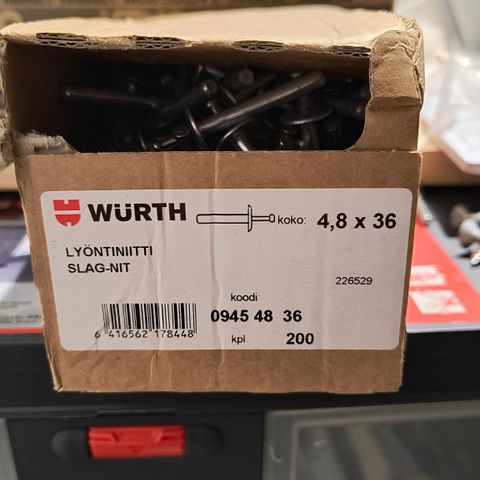 WÜRTH
koko: 4,8 x 36
LYÖNTINIITTI
SLAG-NIT
226529
koodi
0945 48 36
6 416562 178448
kpl. 200